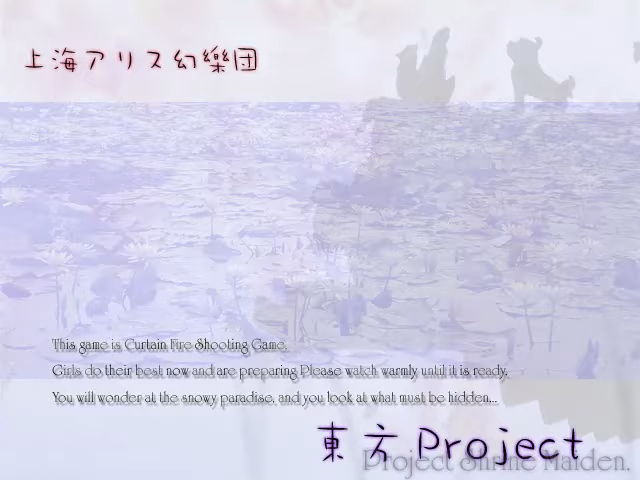 上海アリス幻樂団
This game is Curtain Fire Shooting Game.
Girls do their best now and are preparing Please watch warmly until it is ready.
You will wonder at the snowy paradise, and you look at what must be hidden...
東方Project
Project Shrine Maiden.